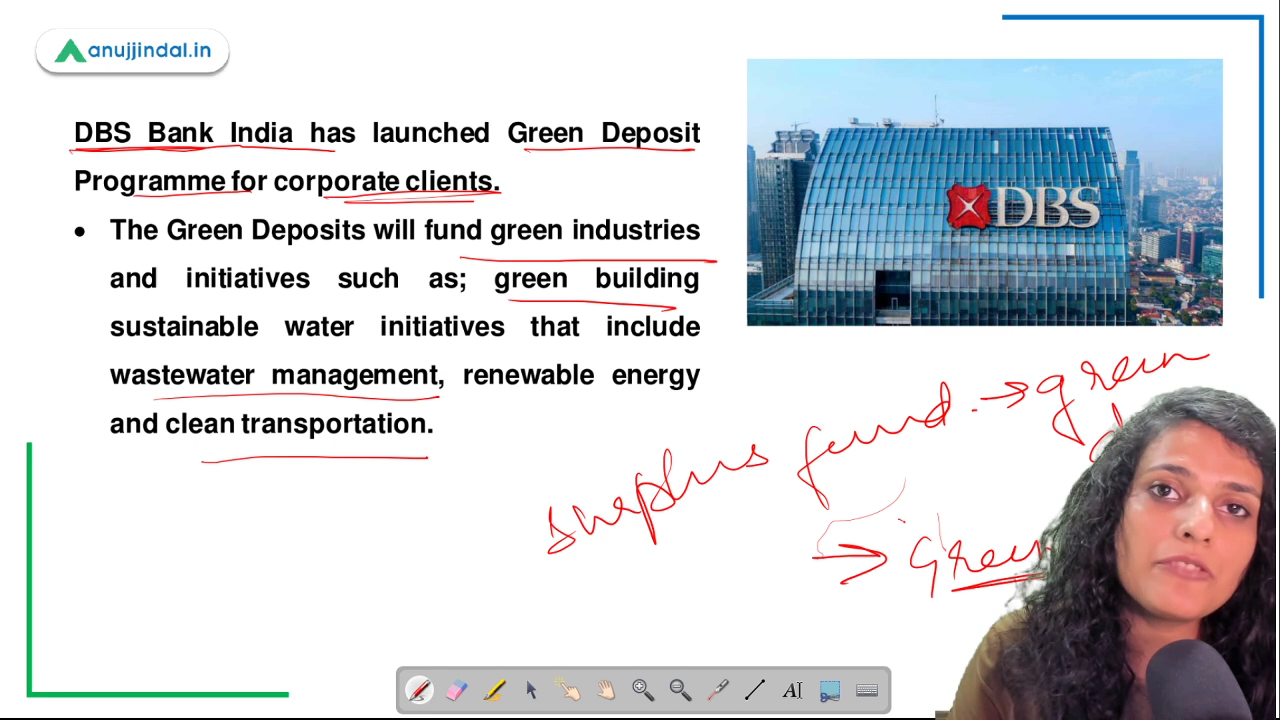 anujjindal.in
DBS Bank India has launched Green Deposit
Programme for corporate clients.
• The Green Deposits will fund green industries
and initiatives such as; green building
sustainable water initiatives that include
wastewater management, renewable energy
and clean transportation.
DBS
surplus fund. → green
→ Green
AI